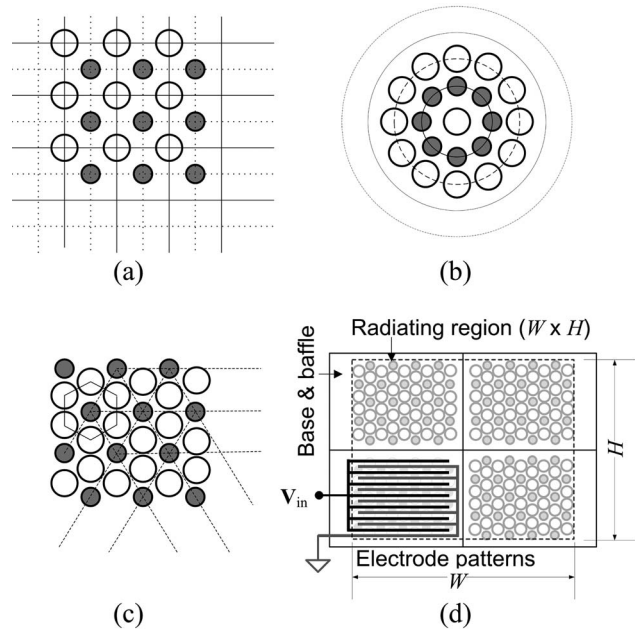 (a)
(b)
Radiating region (W x H)
Base & baffle
H
V_in
Electrode patterns
W
(c)
(d)